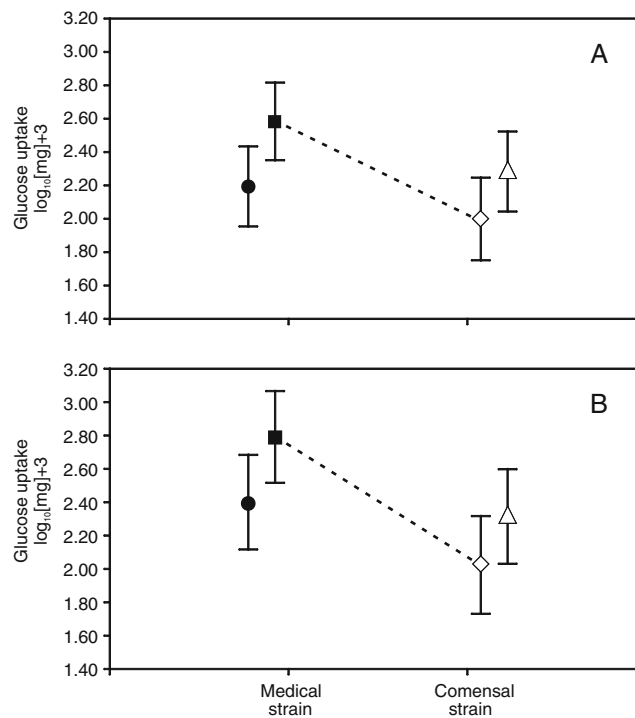 3.20
A
3.00
2.80
2.60
2.40
2.20
2.00
1.80
1.60
1.40
Glucose uptake
log10[mg]+3
3.20
B
3.00
2.80
2.60
2.40
2.20
2.00
1.80
1.60
1.40
Glucose uptake
log10[mg]+3
Medical
strain
Comensal
strain